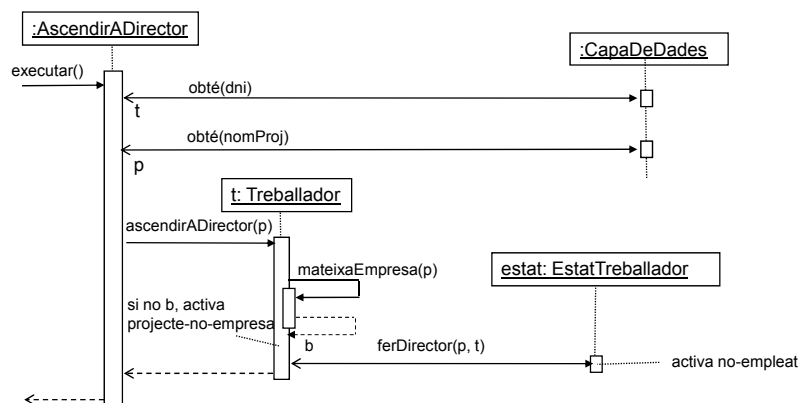 :AscendirADirector
:CapaDeDades
executar()
obté(dni)
t
obté(nomProj)
p
t: Treballador
ascendirADirector(p)
mateixaEmpresa(p)
estat: EstatTreballador
si no b, activa
projecte-no-empresa
b
ferDirector(p, t)
activa no-empleat